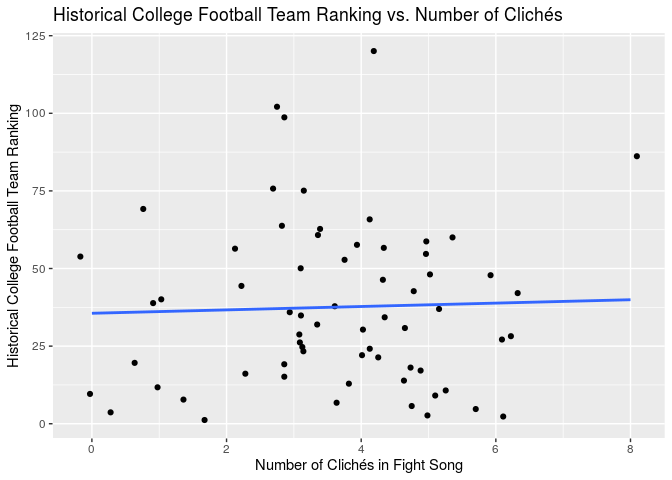 Historical College Football Team Ranking vs. Number of Clichés
125
100
75
50
25
0
Historical College Football Team Ranking
0 2 4 6 8
Number of Clichés in Fight Song